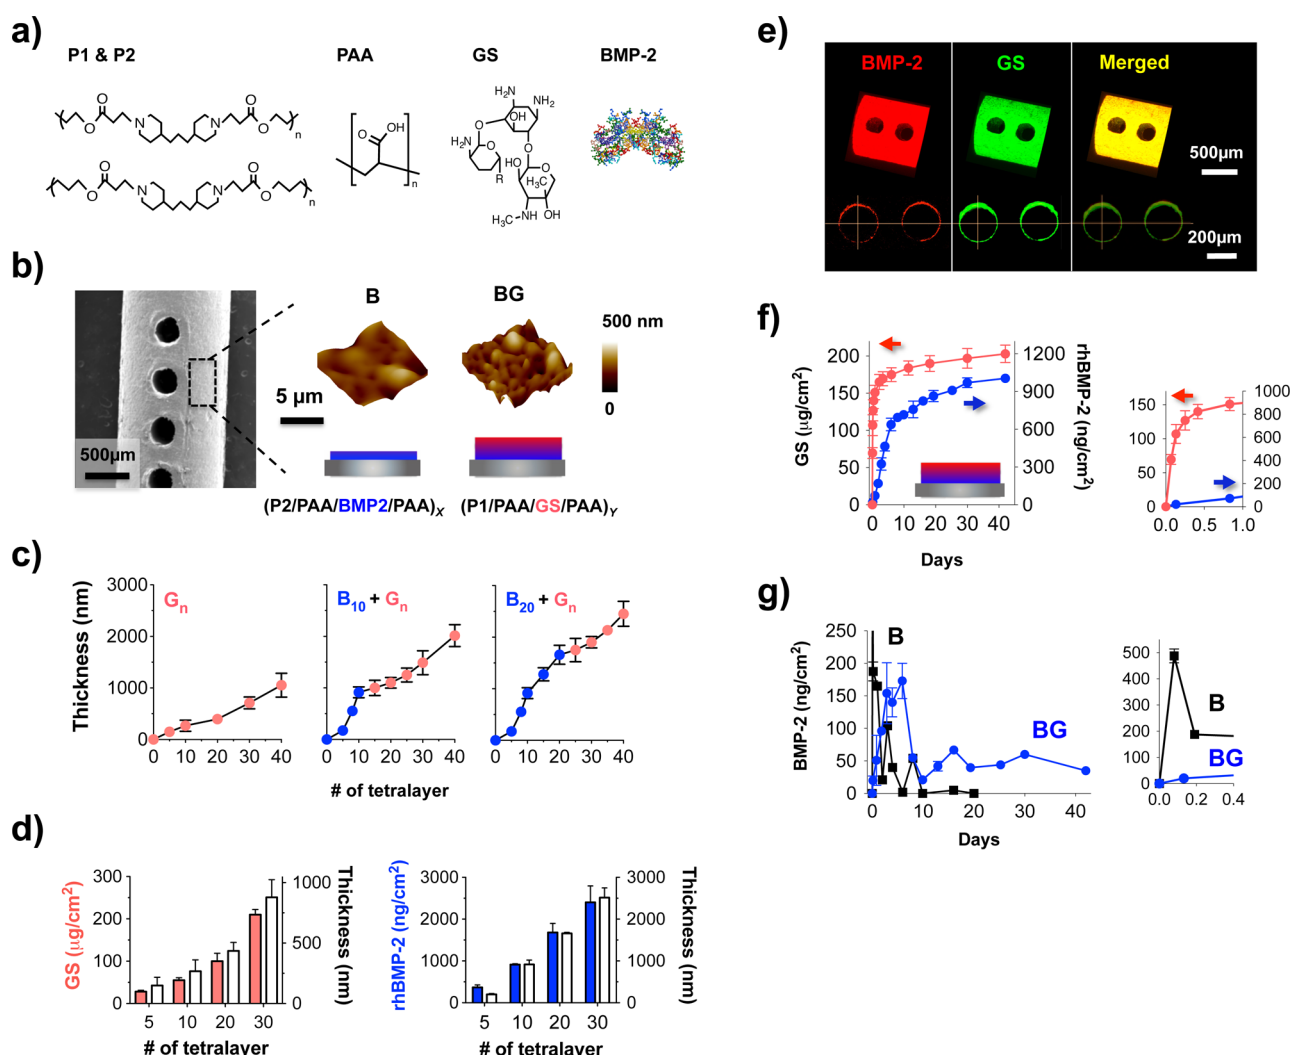 a)
P1 & P2
PAA
GS
BMP-2
O
O
N
N
O
O
n
O
O
N
N
O
O
n
O
OH
n
H₂N
NH₂
OH
O
H₂N
O
O
R
HO
H₃C
O
H₃C
NH
OH
b)
B
BG
500 nm
0
5 µm
500µm
(P2/PAA/BMP2/PAA)X
(P1/PAA/GS/PAA)Y
c)
Thickness (nm)
3000
2000
1000
0
Gn
B10 + Gn
B20 + Gn
0 10 20 30 40
0 10 20 30 40
0 10 20 30 40
# of tetralayer
d)
GS (µg/cm²)
300
200
100
0
1000
500
0
Thickness (nm)
5 10 20 30
# of tetralayer
rhBMP-2 (ng/cm²)
3000
2000
1000
0
3000
2000
1000
0
Thickness (nm)
5 10 20 30
# of tetralayer
e)
BMP-2
GS
Merged
500µm
200µm
f)
GS (µg/cm²)
200
150
100
50
0
1200
900
600
300
0
rhBMP-2 (ng/cm²)
0 10 20 30 40
Days
150
100
50
0
1000
800
600
400
200
0
0.0 0.5 1.0
g)
BMP-2 (ng/cm²)
250
200
150
100
50
0
B
BG
0 10 20 30 40
Days
500
400
300
200
100
0
B
BG
0.0 0.2 0.4